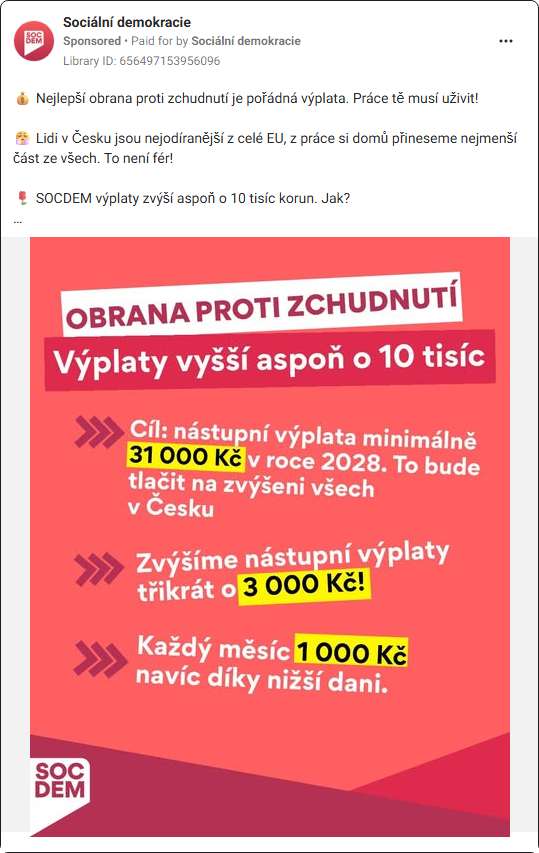 Sociální demokracie
Sponsored • Paid for by Sociální demokracie
Library ID: 656497153956096
💰 Nejlepší obrana proti zchudnutí je pořádná výplata. Práce tě musí uživit!
😤 Lidi v Česku jsou nejodíranější z celé EU, z práce si domů přineseme nejmenší
část ze všech. To není fér!
🌹 SOCDEM výplaty zvýší aspoň o 10 tisíc korun. Jak?
...
OBRANA PROTI ZCHUDNUTÍ
Výplaty vyšší aspoň o 10 tisíc
Cíl: nástupní výplata minimálně
31 000 Kč v roce 2028. To bude
tlačit na zvýšeni všech
v Česku
Zvýšíme nástupní výplaty
třikrát o 3 000 Kč!
Každý měsíc 1 000 Kč
navíc díky nižší dani.
SOC
DEM